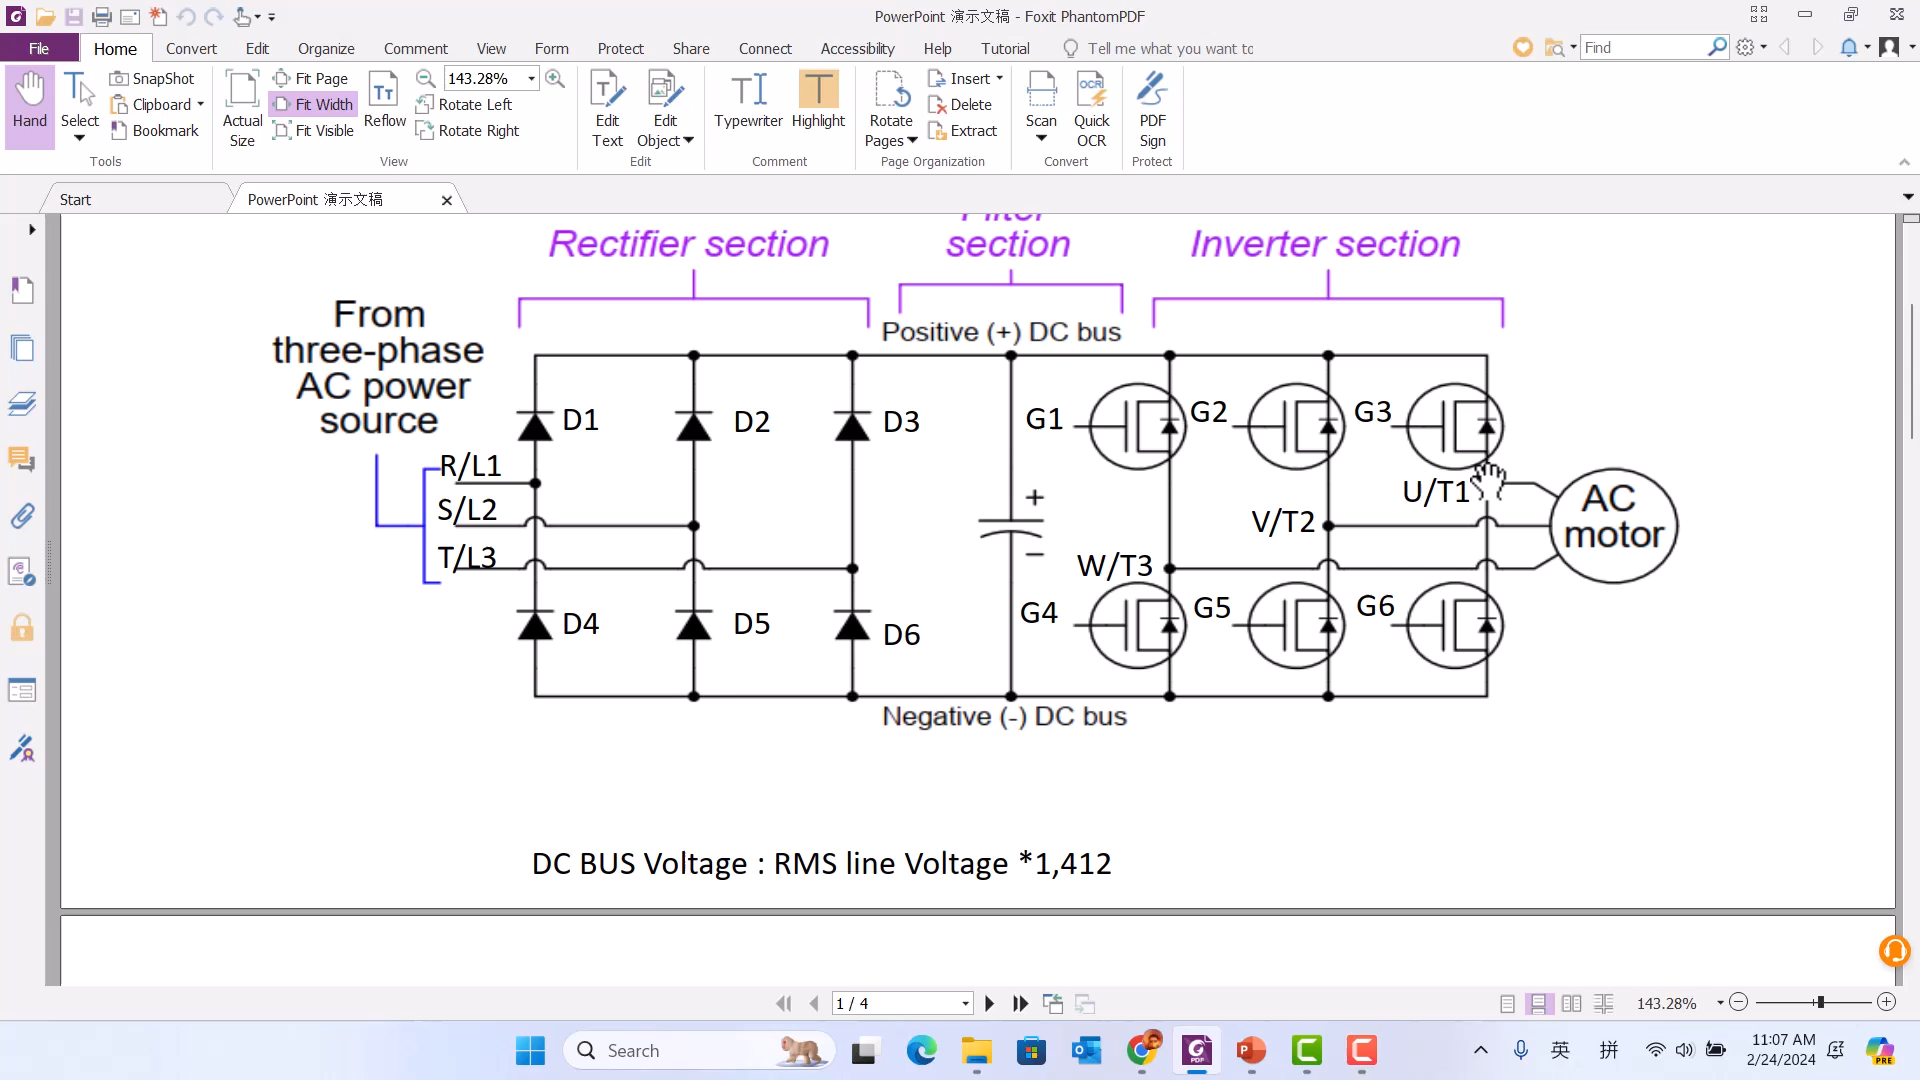 PowerPoint 演示文稿 - Foxit PhantomPDF
File
Home
Convert
Edit
Organize
Comment
View
Form
Protect
Share
Connect
Accessibility
Help
Tutorial
Tell me what you want to
Find
Hand
Select
SnapShot
Clipboard
Bookmark
Tools
Actual
Size
Fit Page
Fit Width
Fit Visible
Reflow
143.28%
Rotate Left
Rotate Right
View
Edit
Text
Edit
Object
Edit
Typewriter
Highlight
Comment
Rotate
Pages
Insert
Delete
Extract
Page Organization
Scan
Quick
OCR
Convert
PDF
Sign
Protect
Start
PowerPoint 演示文稿
Rectifier section
Filter
section
Inverter section
From
three-phase
AC power
source
Positive (+) DC bus
D1
D2
D3
G1
G2
G3
R/L1
S/L2
T/L3
+
−
U/T1
V/T2
W/T3
AC
motor
D4
D5
D6
G4
G5
G6
Negative (-) DC bus
DC BUS Voltage : RMS line Voltage *1,412
1 / 4
143.28%
Search
英
拼
11:07 AM
2/24/2024